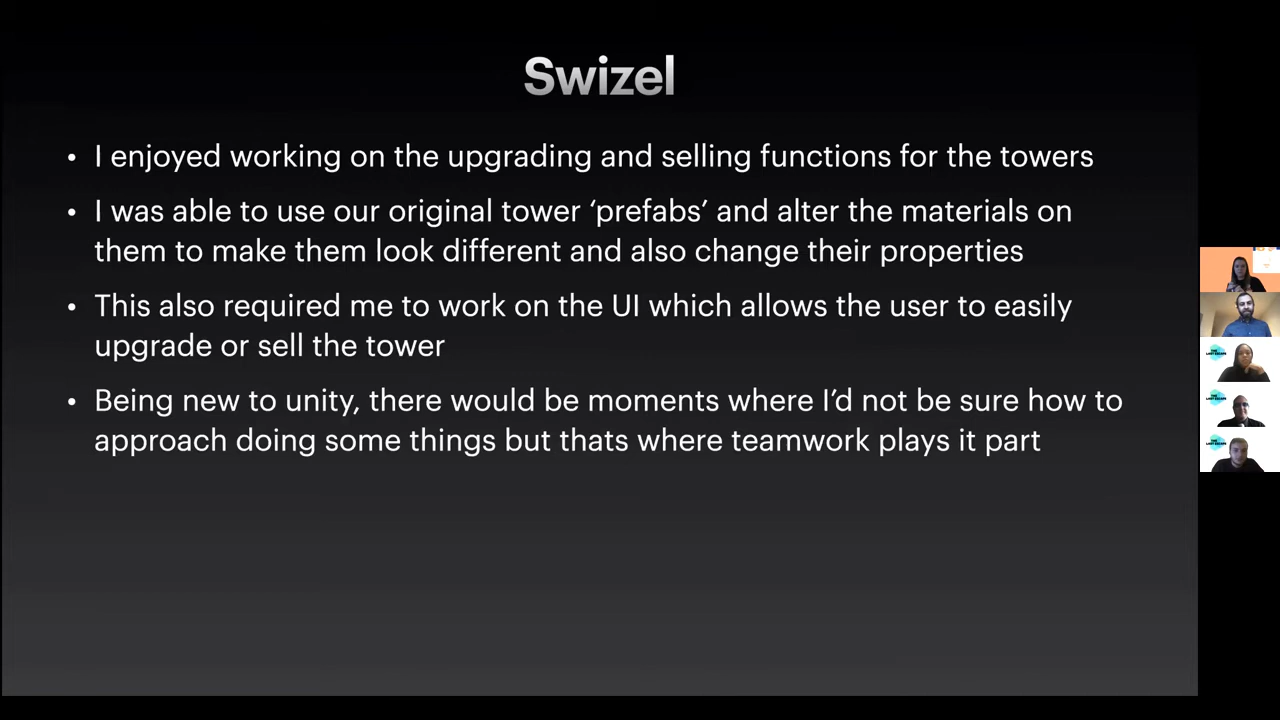 Swizel
• I enjoyed working on the upgrading and selling functions for the towers
• I was able to use our original tower ‘prefabs’ and alter the materials on
them to make them look different and also change their properties
• This also required me to work on the UI which allows the user to easily
upgrade or sell the tower
• Being new to unity, there would be moments where I’d not be sure how to
approach doing some things but thats where teamwork plays it part